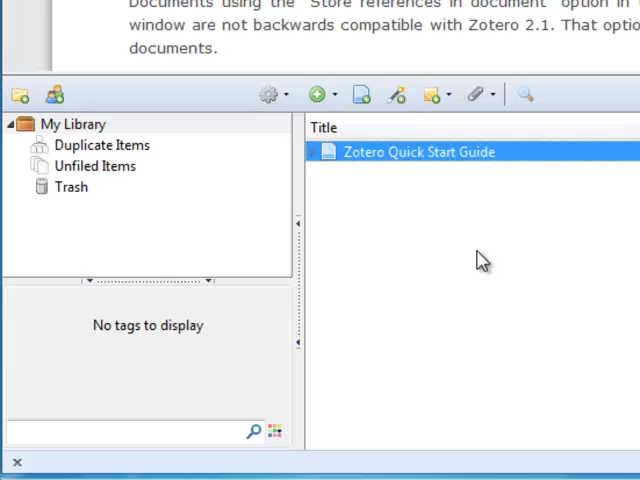 Documents using the "Store references in document" option in
window are not backwards compatible with Zotero 2.1. That
documents.
My Library
Title
Duplicate Items
Zotero Quick Start Guide
Unfiled Items
Trash
No tags to display